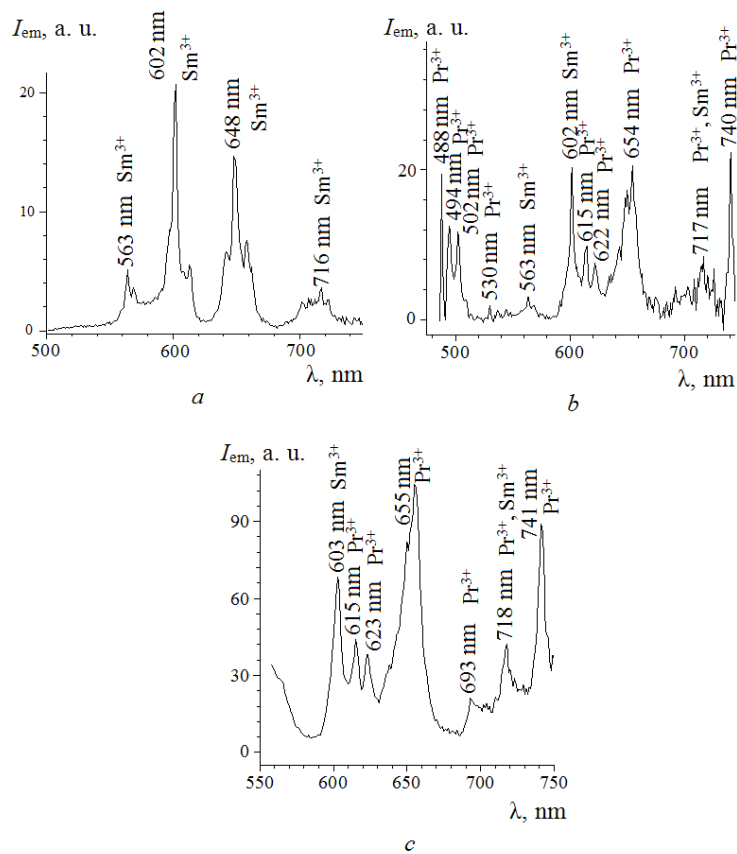 I em, a. u.
602 nm
Sm³⁺
648 nm
Sm³⁺
563 nm Sm³⁺
716 nm Sm³⁺
20
10
0
500
600
700
λ, nm
a
I em, a. u.
488 nm Pr³⁺
494 nm Pr³⁺
502 nm Pr³⁺
530 nm Pr³⁺
563 nm Sm³⁺
602 nm Sm³⁺
615 nm Pr³⁺
622 nm Pr³⁺
654 nm Pr³⁺
717 nm Pr³⁺, Sm³⁺
740 nm Pr³⁺
20
0
500
600
700
λ, nm
b
I em, a. u.
603 nm Sm³⁺
615 nm Pr³⁺
623 nm Pr³⁺
655 nm
Pr³⁺
693 nm Pr³⁺
718 nm Pr³⁺, Sm³⁺
741 nm
Pr³⁺
90
60
30
0
550
600
650
700
750
λ, nm
c